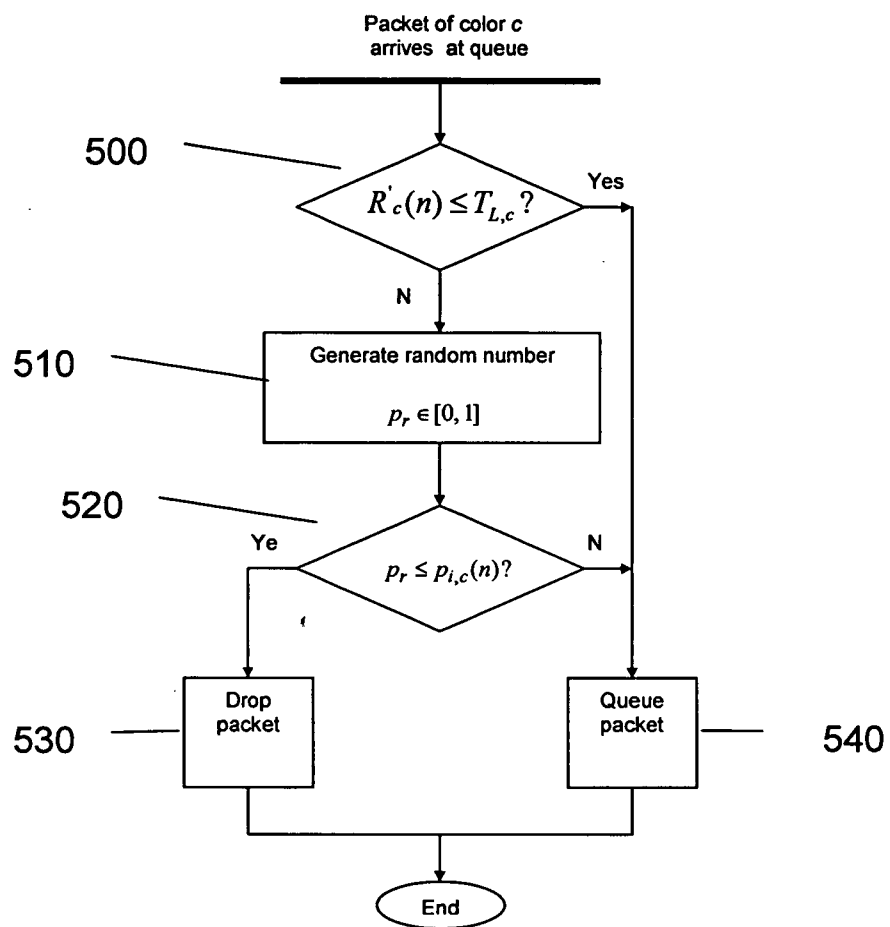 Packet of color c
arrives at queue
500
R'c(n) ≤ TL,c ?
Yes
N
510
Generate random number
pr ∈ [0, 1]
520
Ye
pr ≤ pi,c(n)?
N
530
Drop
packet
Queue
packet
540
End